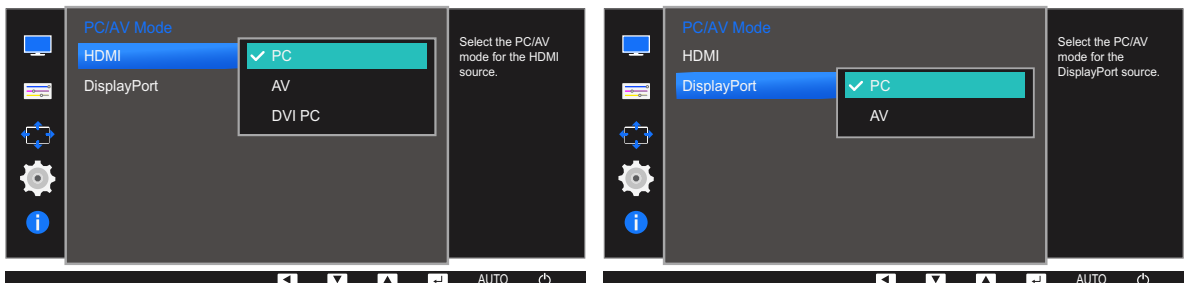 PC/AV Mode
HDMI
DisplayPort
PC
AV
DVI PC
Select the PC/AV
mode for the HDMI
source.
AUTO
PC/AV Mode
HDMI
DisplayPort
PC
AV
Select the PC/AV
mode for the
DisplayPort source.
AUTO